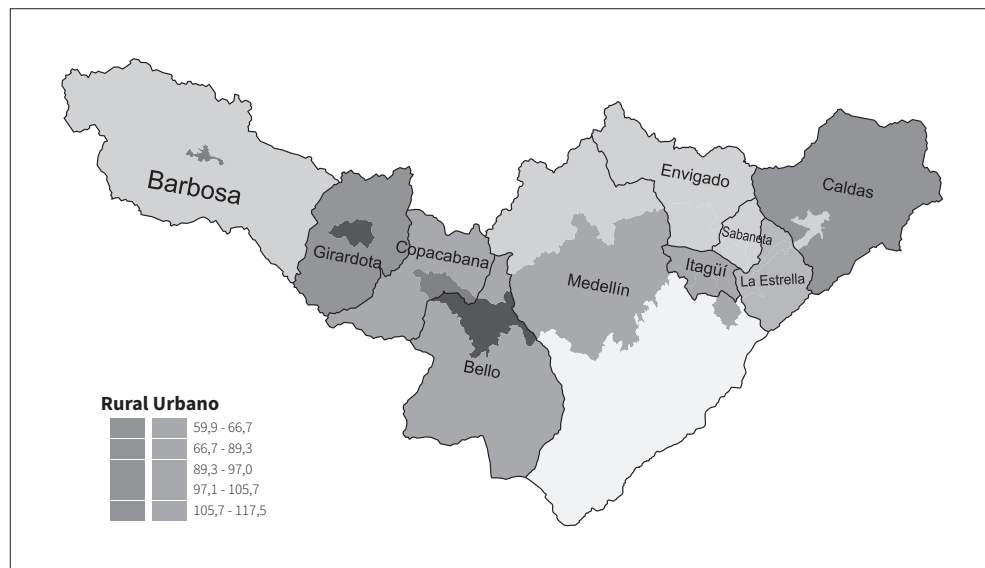 Barbosa
Girardota
Copacabana
Bello
Medellín
Envigado
Sabaneta
Itagüí
La Estrella
Caldas
Rural Urbano
59,9 - 66,7
66,7 - 89,3
89,3 - 97,0
97,1 - 105,7
105,7 - 117,5